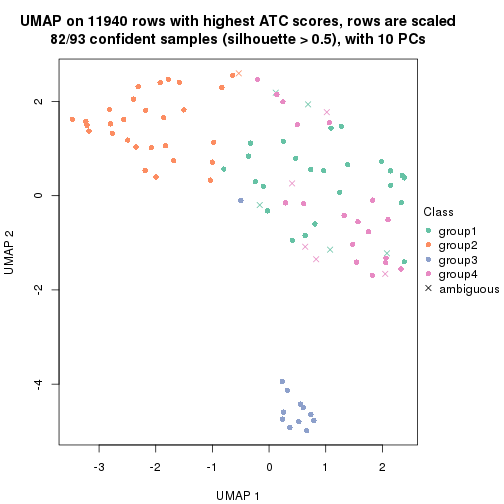 UMAP on 11940 rows with highest ATC scores, rows are scaled
82/93 confident samples (silhouette > 0.5), with 10 PCs
2
0
-2
-4
UMAP 2
-3
-2
-1
0
1
2
UMAP 1
Class
group1
group2
group3
group4
ambiguous